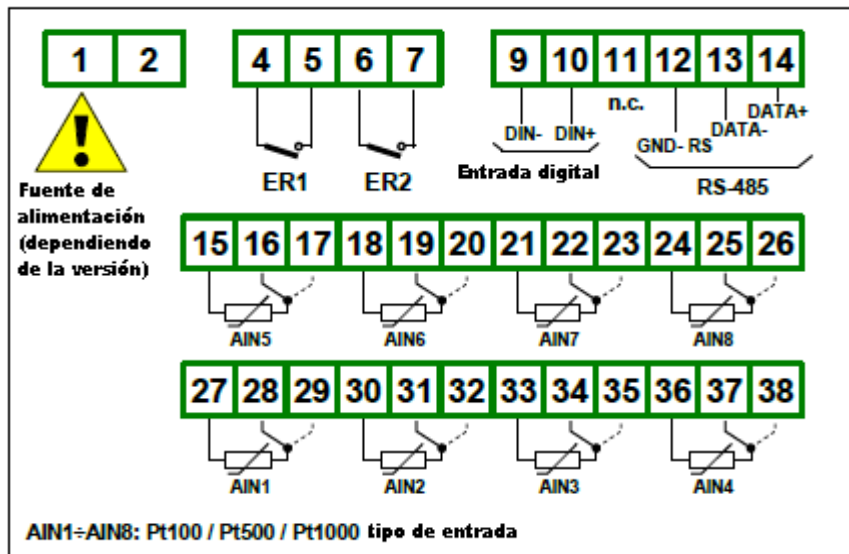 1 2 4 5 6 7 9 10 11 12 13 14
n.c.
DIN- DIN+ GND- RS DATA- DATA+
ER1 ER2 Entrada digital RS-485
Fuente de
alimentación
(dependiendo
de la versión)
15 16 17 18 19 20 21 22 23 24 25 26
AIN5 AIN6 AIN7 AIN8
27 28 29 30 31 32 33 34 35 36 37 38
AIN1 AIN2 AIN3 AIN4
AIN1÷AIN8: Pt100 / Pt500 / Pt1000 tipo de entrada